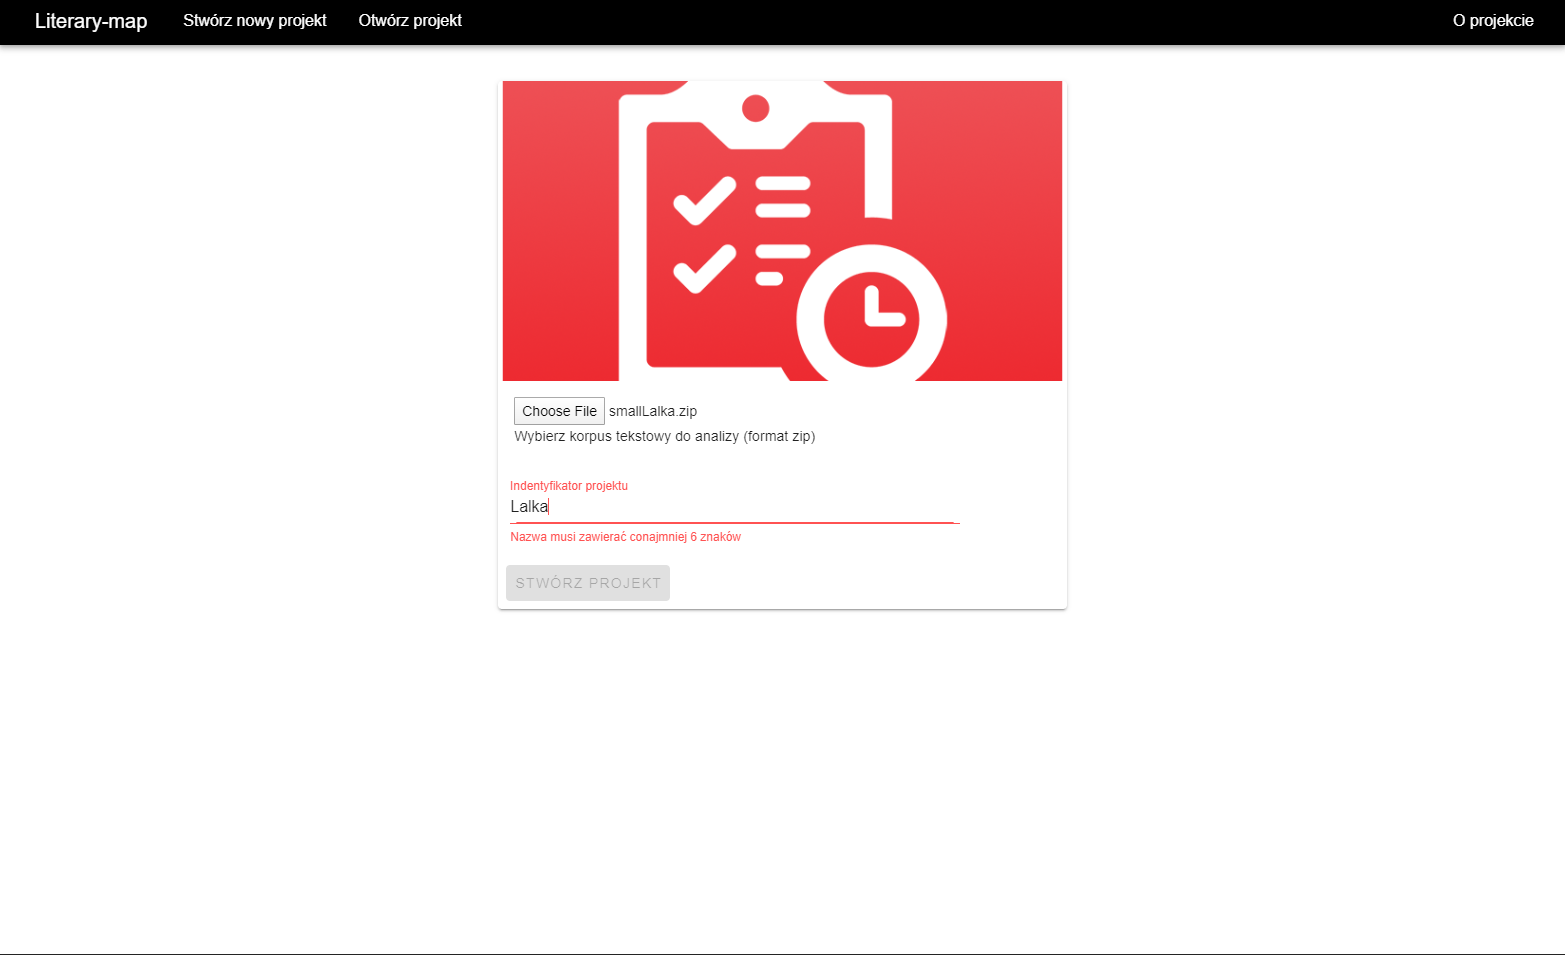 Literary-map Stwórz nowy projekt Otwórz projekt O projekcie
Choose File smallLalka.zip
Wybierz korpus tekstowy do analizy (format zip)
Indentyfikator projektu
Lalka
Nazwa musi zawierać conajmniej 6 znaków
STWÓRZ PROJEKT